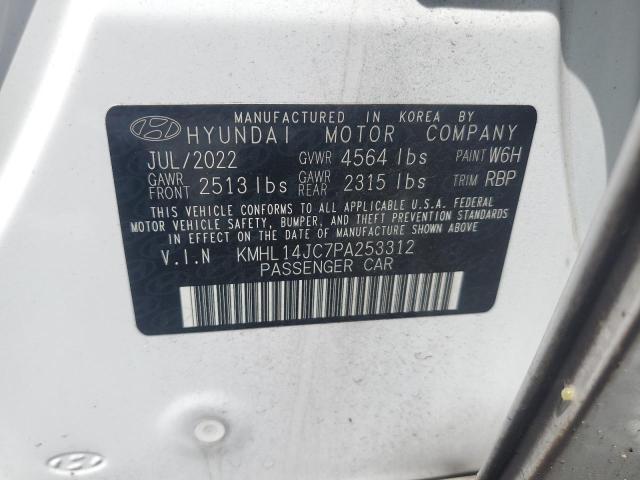 MANUFACTURED IN KOREA BY
HYUNDAI MOTOR COMPANY
JUL/2022 GVWR 4564 lbs PAINT W6H
GAWR FRONT 2513 lbs GAWR REAR 2315 lbs TRIM RBP
THIS VEHICLE CONFORMS TO ALL APPLICABLE U.S.A. FEDERAL
MOTOR VEHICLE SAFETY, BUMPER, AND THEFT PREVENTION STANDARDS
IN EFFECT ON THE DATE OF MANUFACTURE SHOWN ABOVE.
V.I.N KMHL14JC7PA253312
PASSENGER CAR